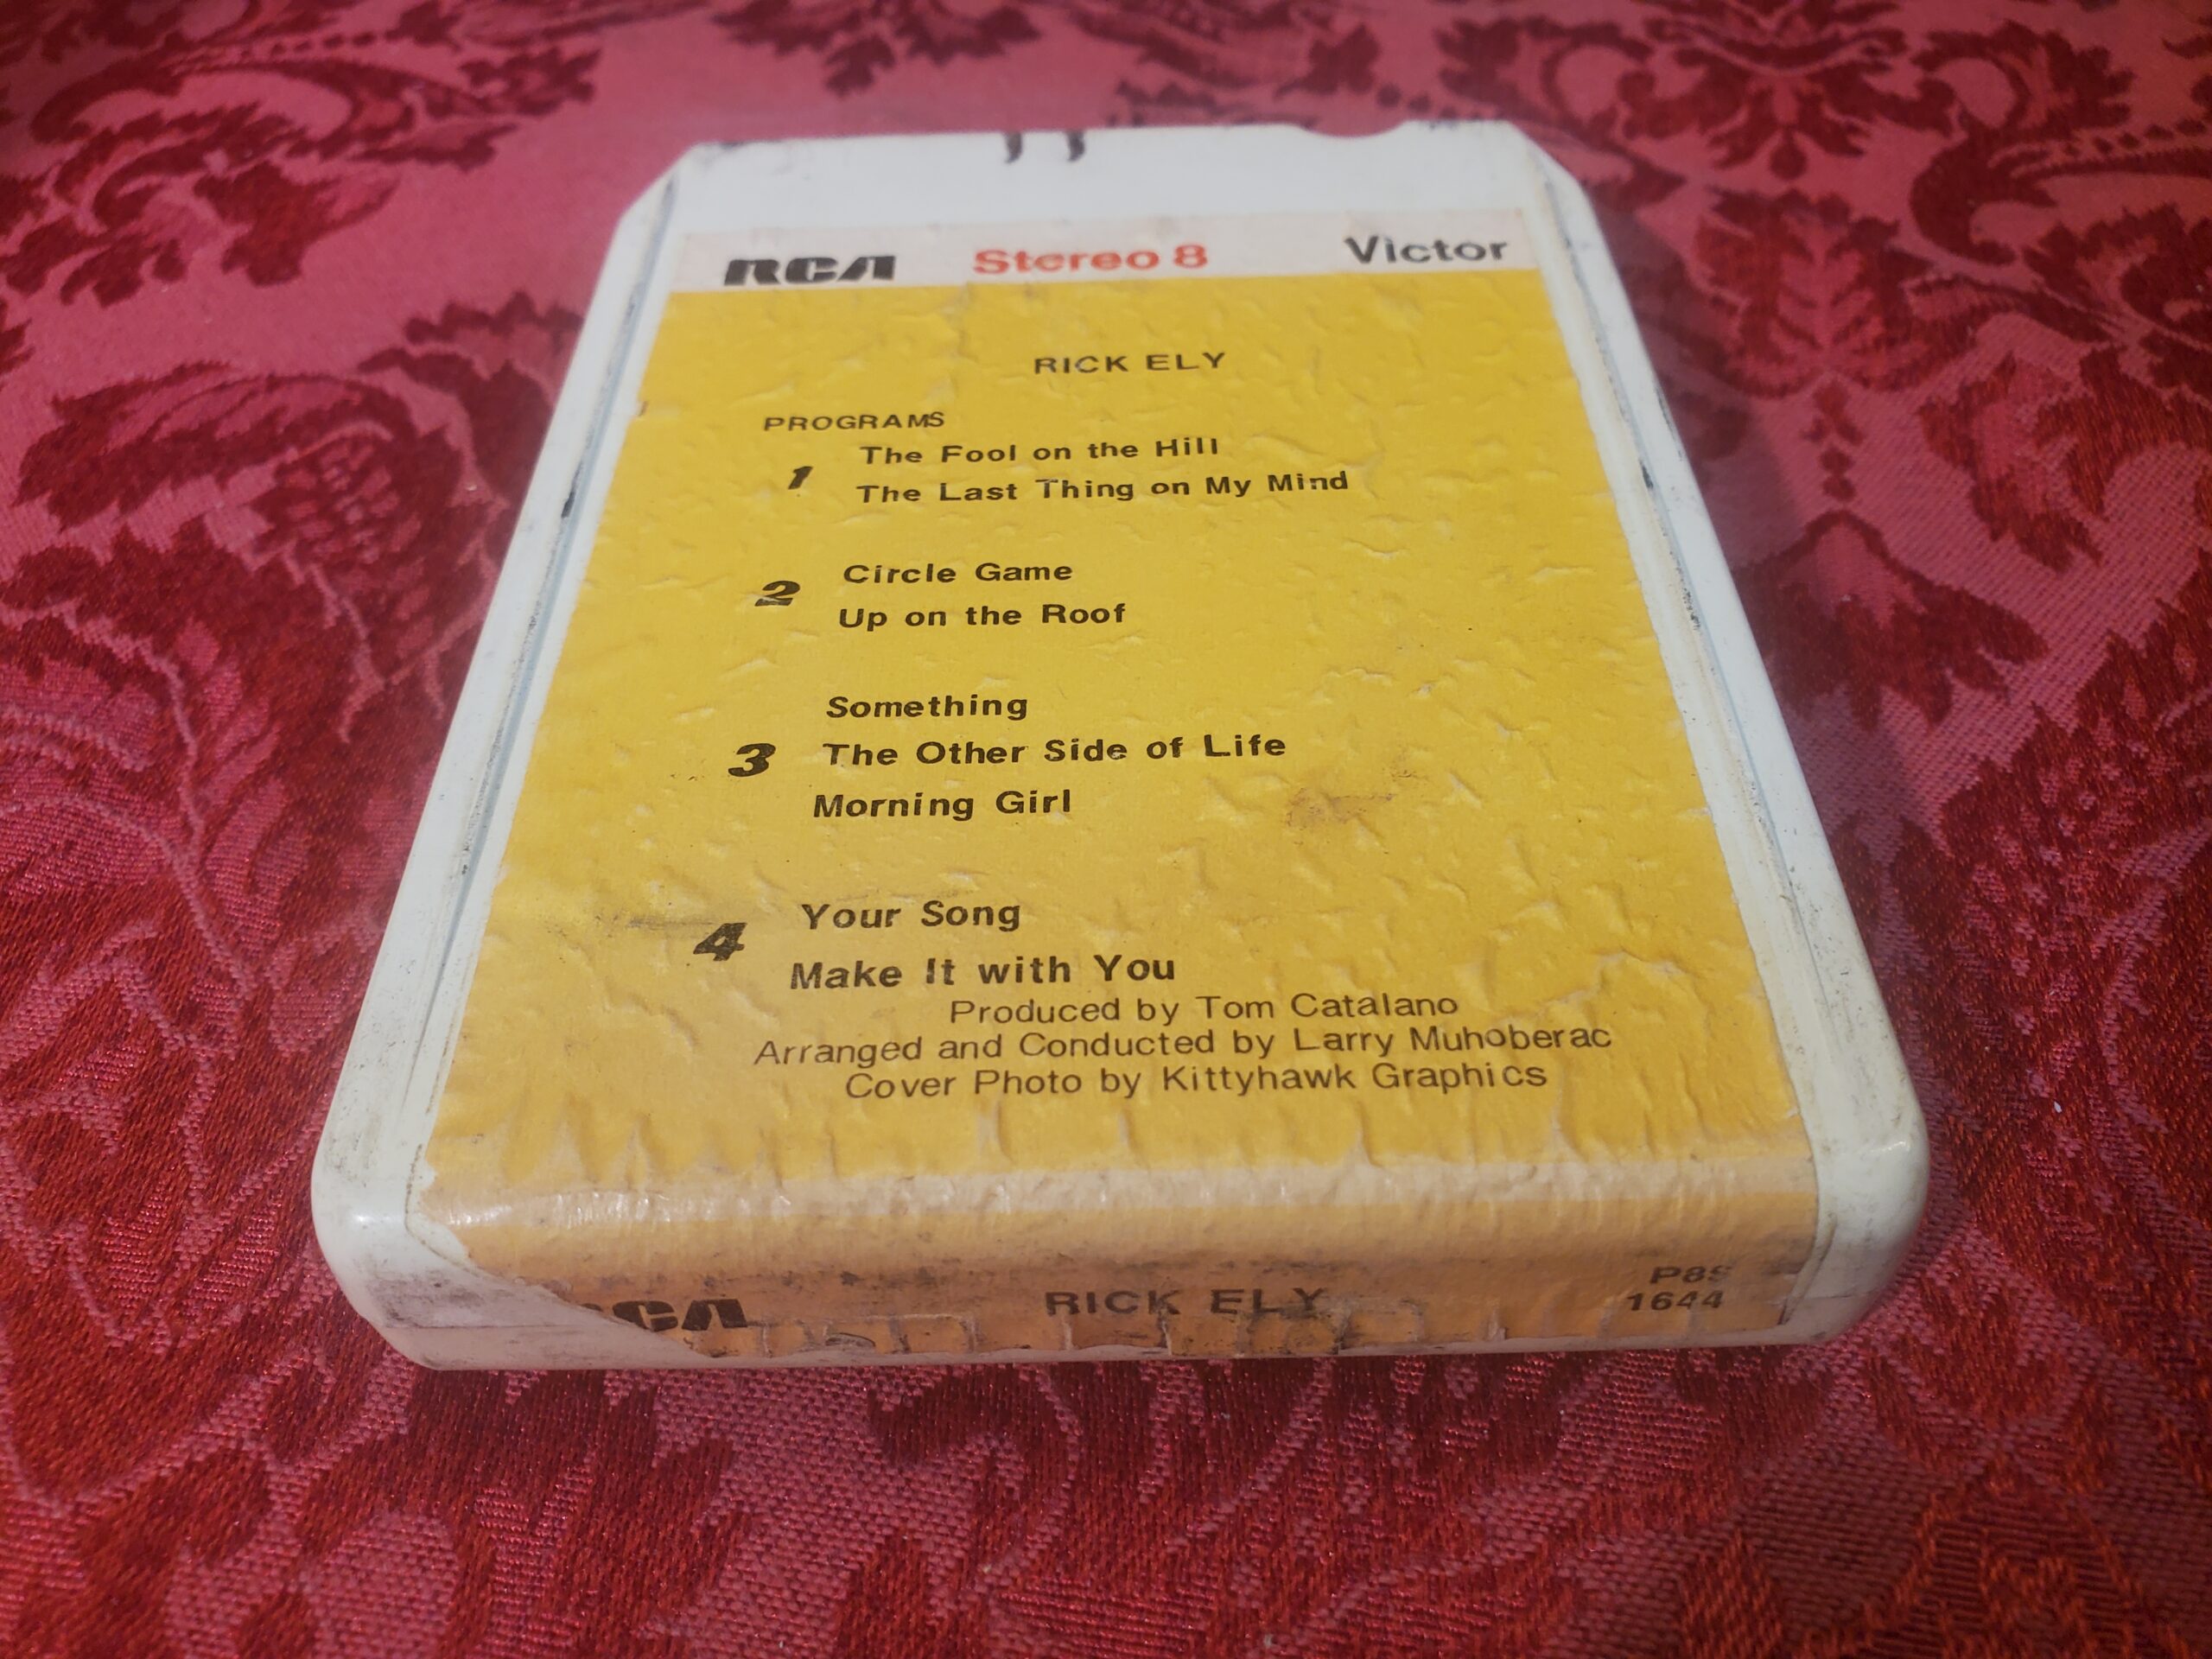 RCA Stereo 8 Victor
RICK ELY
PROGRAMS
1
The Fool on the Hill
The Last Thing on My Mind
2
Circle Game
Up on the Roof
3
Something
The Other Side of Life
Morning Girl
4
Your Song
Make It with You
Produced by Tom Catalano
Arranged and Conducted by Larry Muhoberac
Cover Photo by Kittyhawk Graphics
RCA RICK ELY P8S
1644